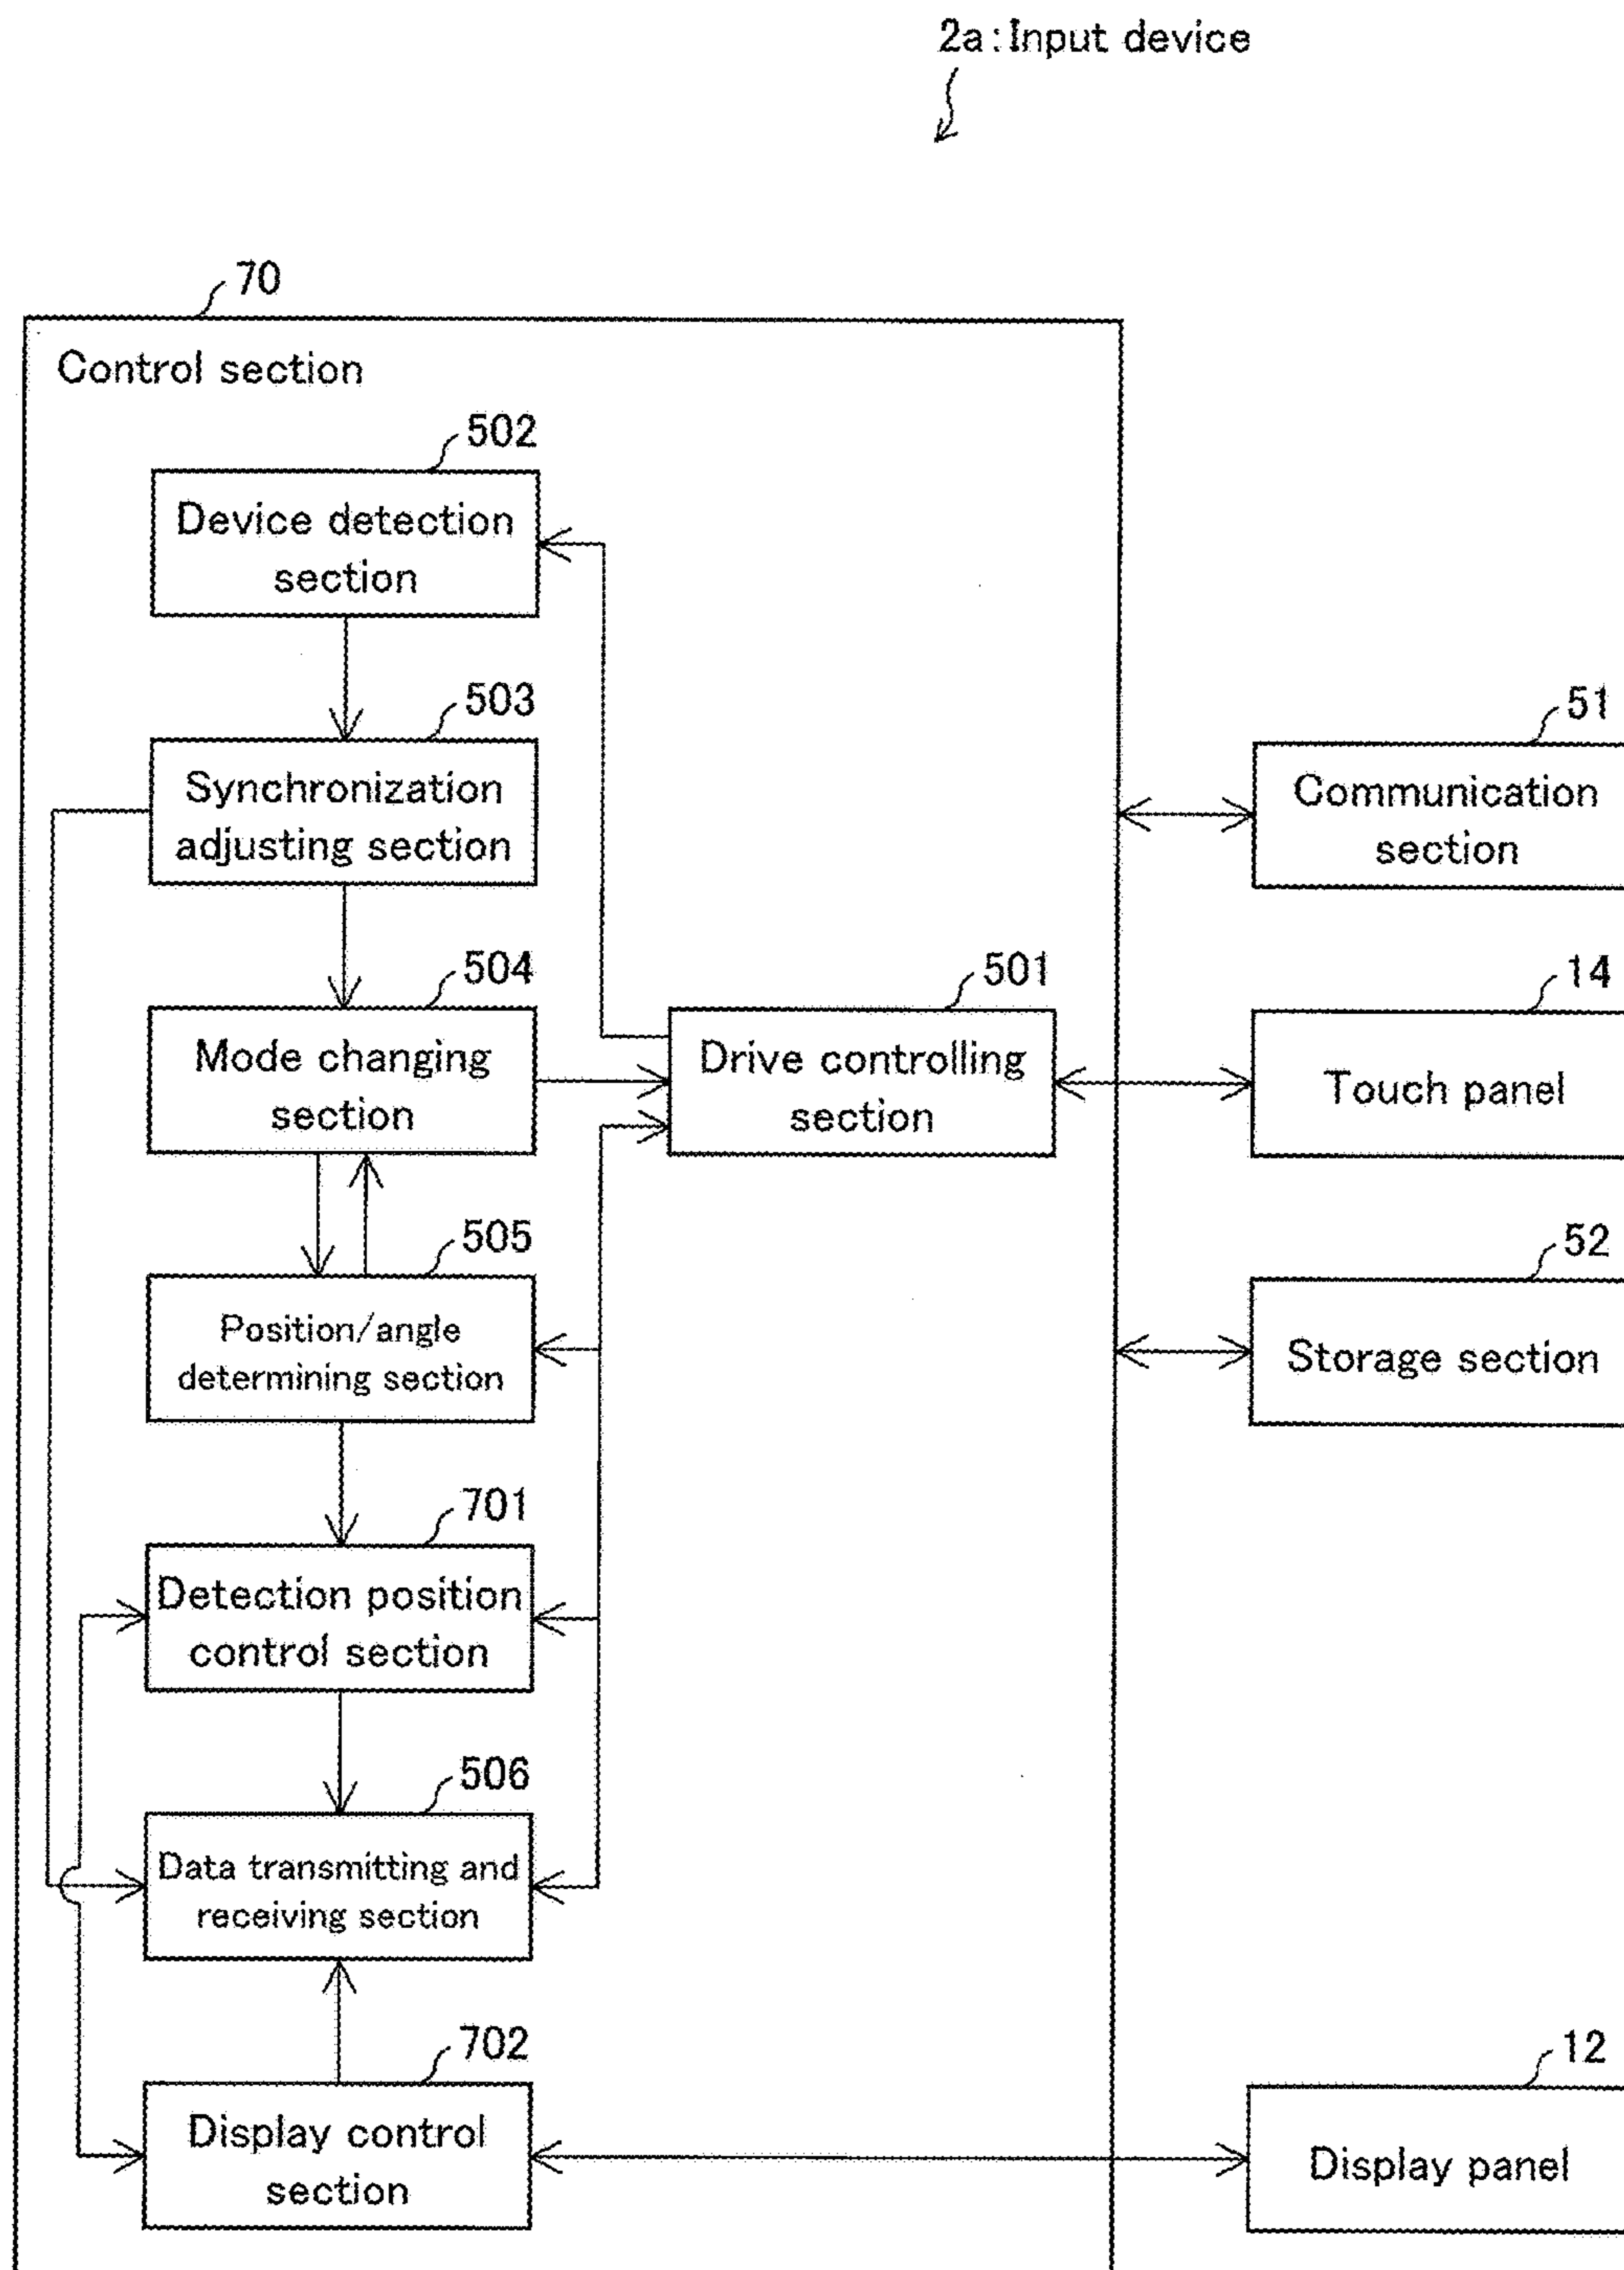 2a:Input device
70
Control section
502
Device detection
section
503
Synchronization
adjusting section
504
Mode changing
section
501
Drive controlling
section
505
Position/angle
determining section
701
Detection position
control section
506
Data transmitting and
receiving section
702
Display control
section
51
Communication
section
14
Touch panel
52
Storage section
12
Display panel